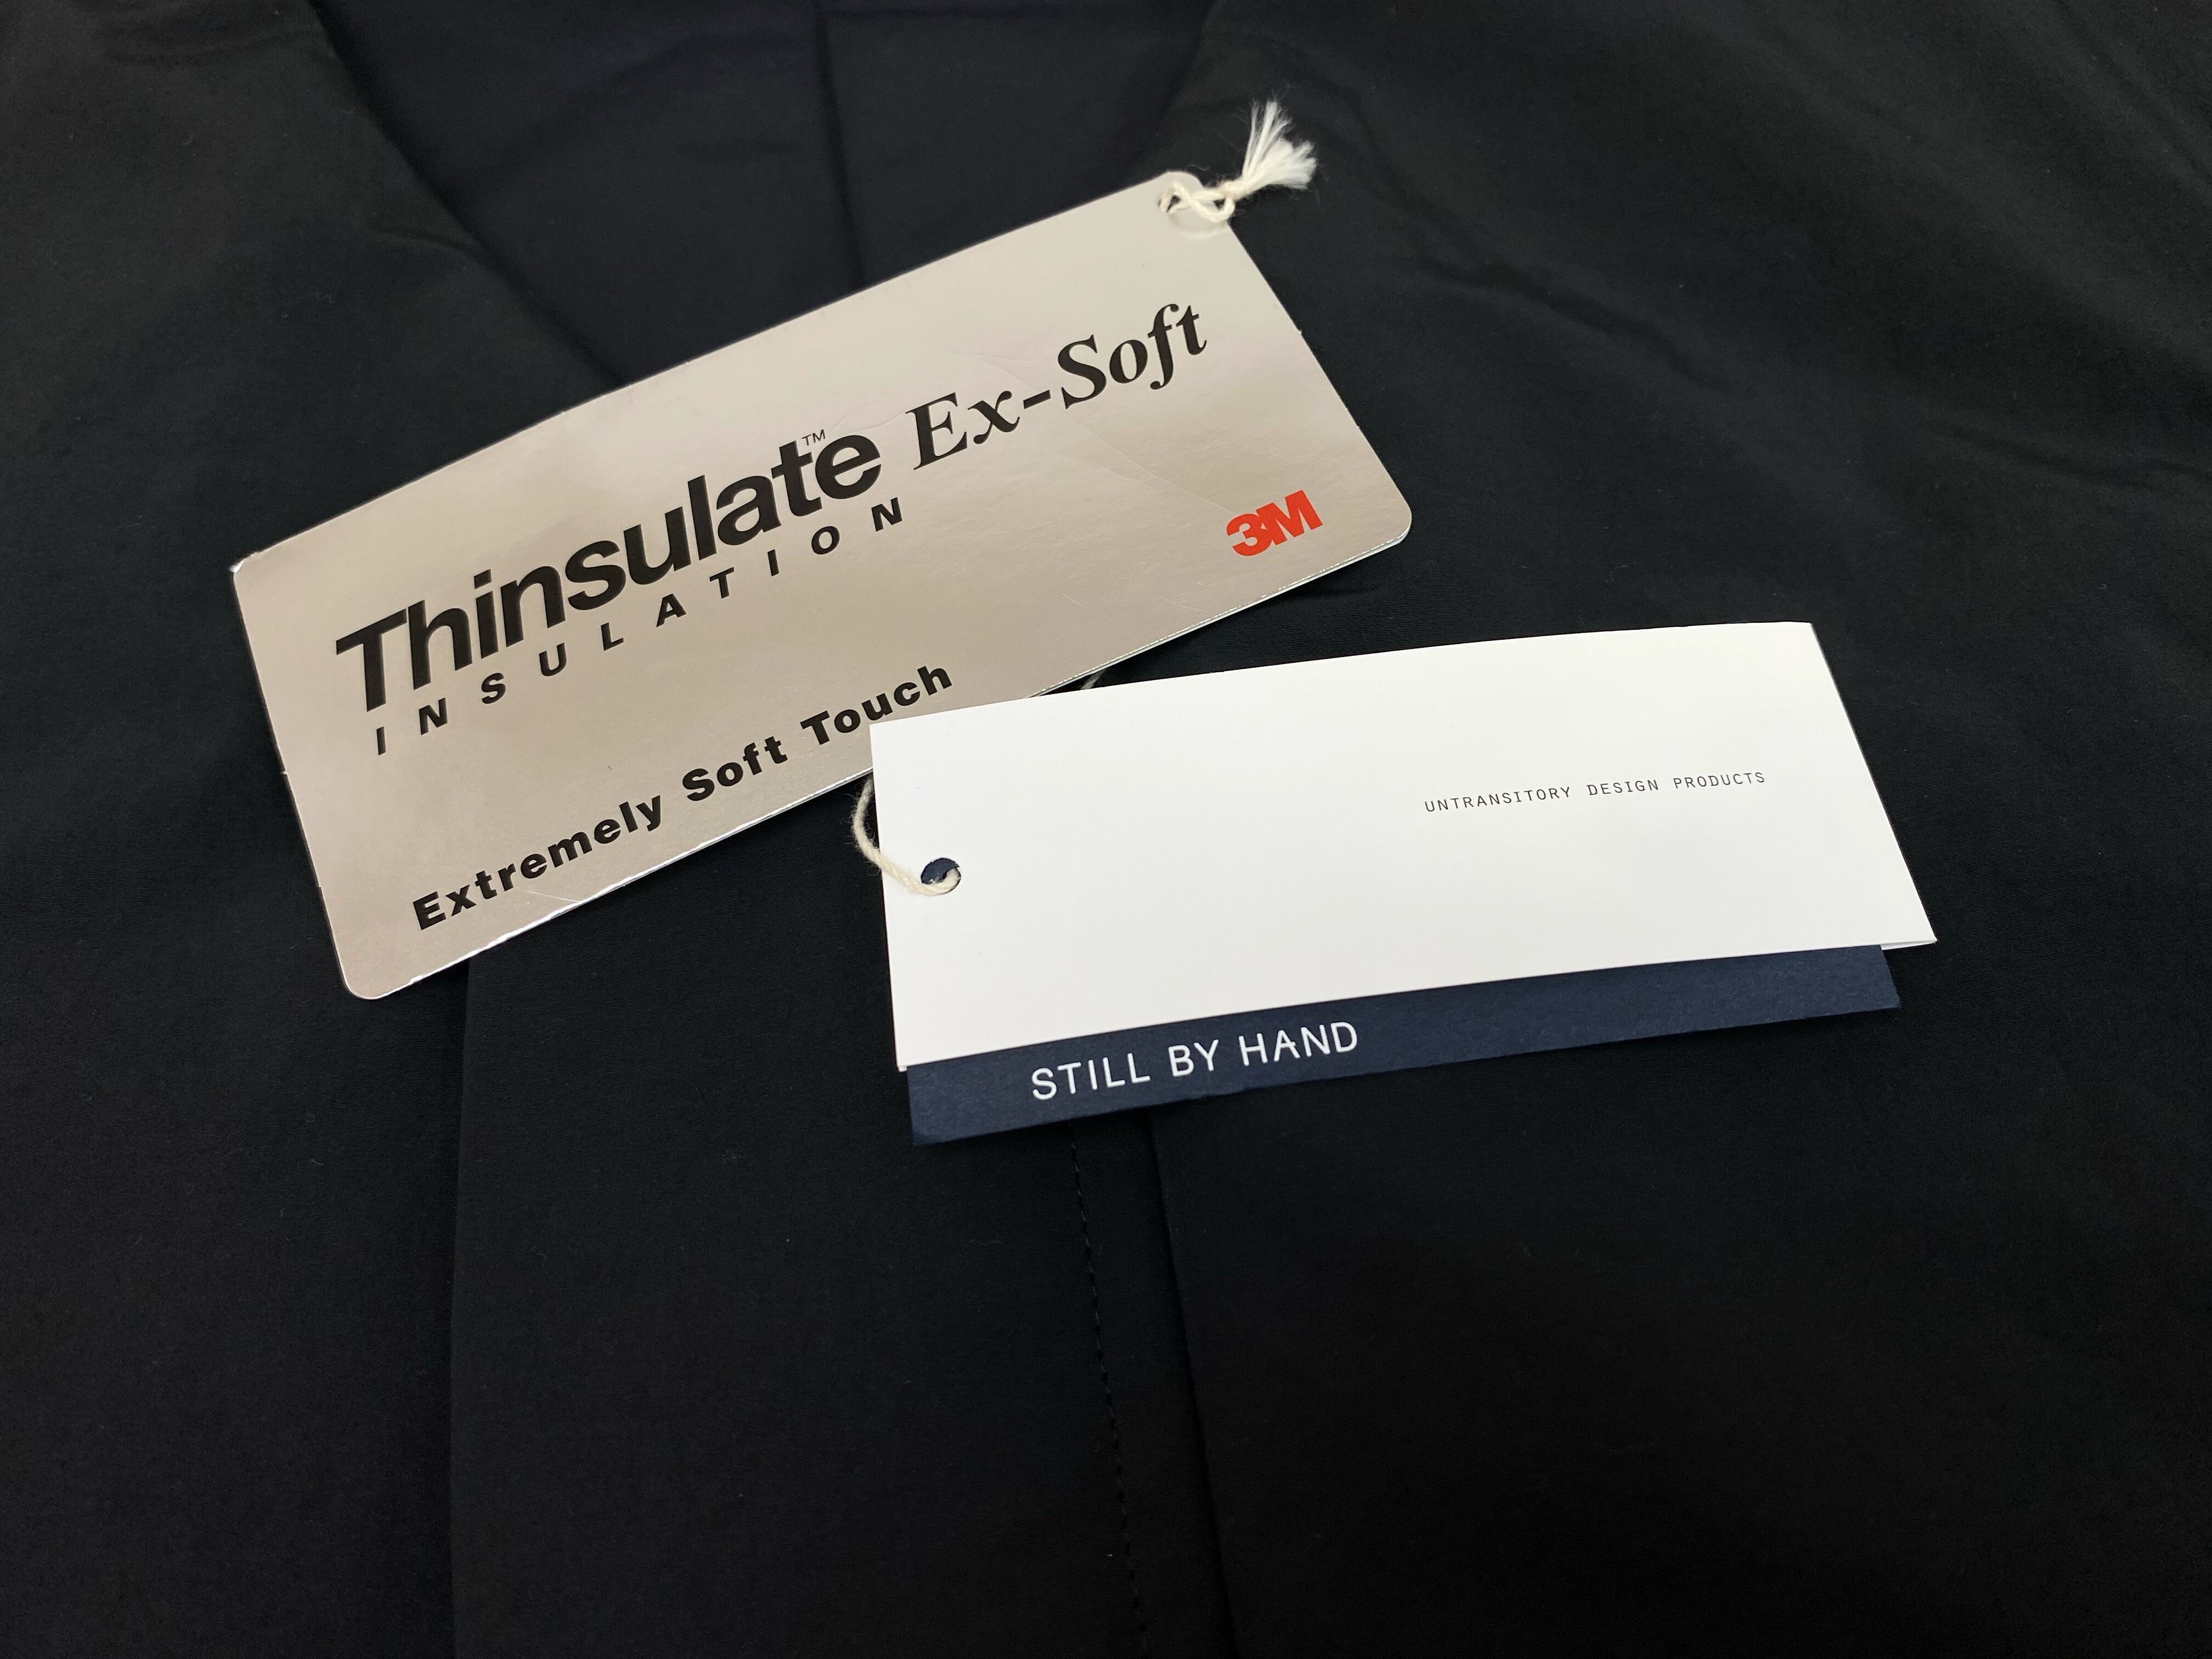 Thinsulate™ Ex-Soft
INSULATION
3M
Extremely Soft Touch
UNTRANSITORY DESIGN PRODUCTS
STILL BY HAND